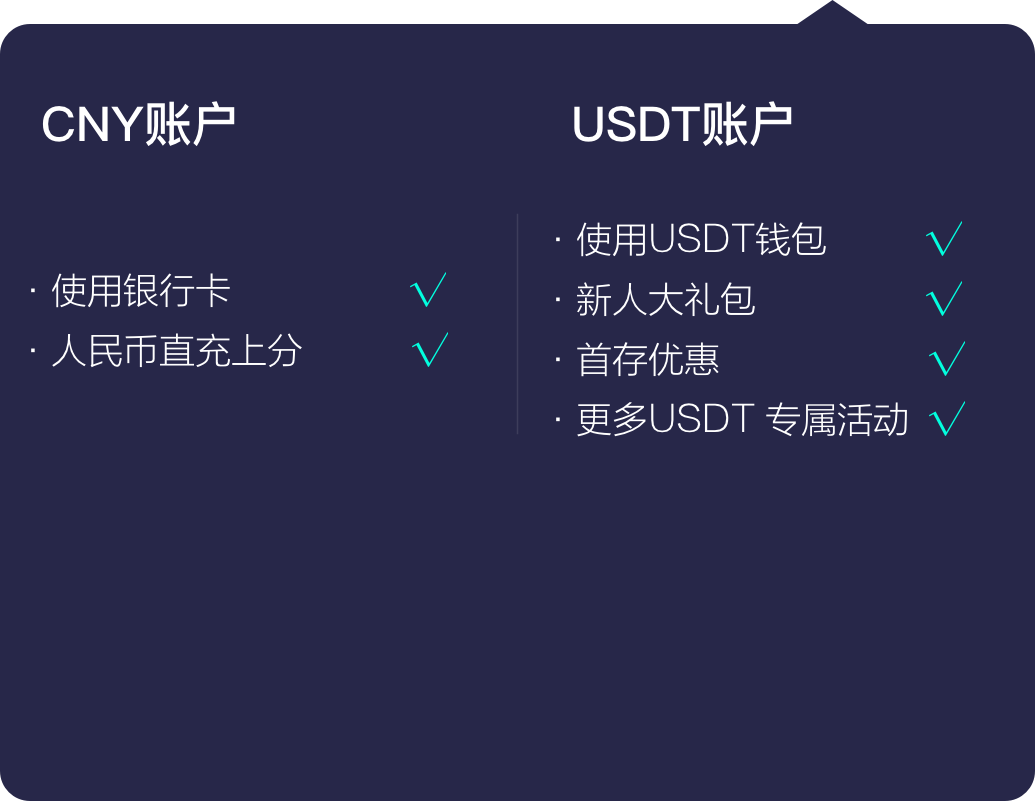 CNY账户
· 使用银行卡 √
· 人民币直充上分 √
USDT账户
· 使用USDT钱包 √
· 新人大礼包 √
· 首存优惠 √
· 更多USDT 专属活动 √